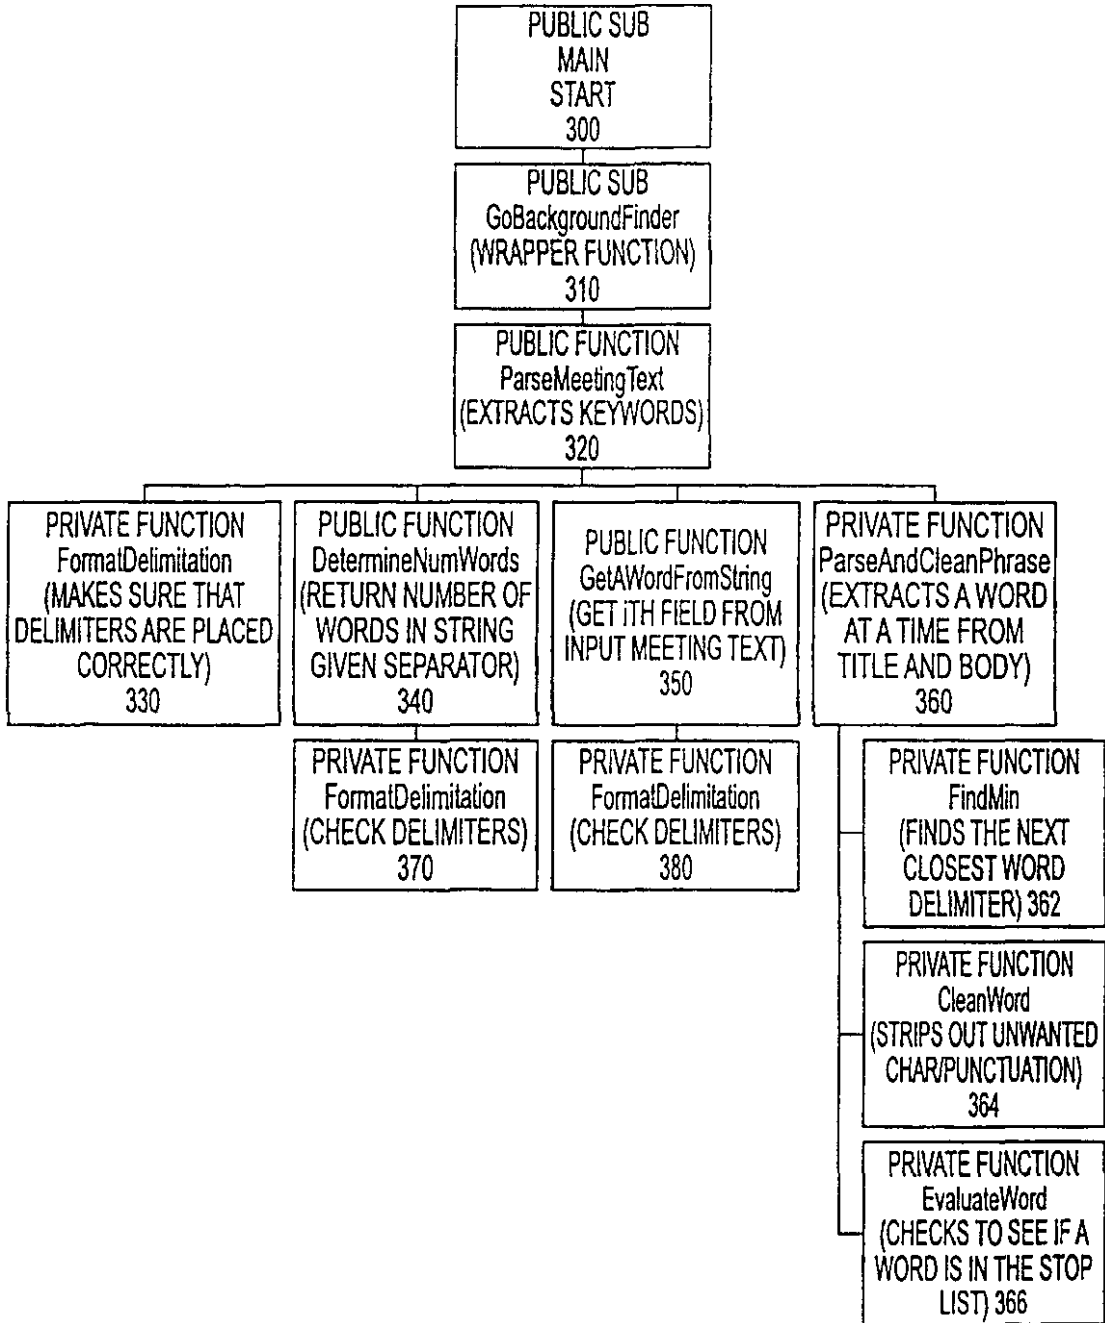 PUBLIC SUB
MAIN
START
300
PUBLIC SUB
GoBackgroundFinder
(WRAPPER FUNCTION)
310
PUBLIC FUNCTION
ParseMeetingText
(EXTRACTS KEYWORDS)
320
PRIVATE FUNCTION
FormatDelimitation
(MAKES SURE THAT
DELIMITERS ARE PLACED
CORRECTLY)
330
PUBLIC FUNCTION
DetermineNumWords
(RETURN NUMBER OF
WORDS IN STRING
GIVEN SEPARATOR)
340
PUBLIC FUNCTION
GetAWordFromString
(GET iTH FIELD FROM
INPUT MEETING TEXT)
350
PRIVATE FUNCTION
ParseAndCleanPhrase
(EXTRACTS A WORD
AT A TIME FROM
TITLE AND BODY)
360
PRIVATE FUNCTION
FormatDelimitation
(CHECK DELIMITERS)
370
PRIVATE FUNCTION
FormatDelimitation
(CHECK DELIMITERS)
380
PRIVATE FUNCTION
FindMin
(FINDS THE NEXT
CLOSEST WORD
DELIMITER) 362
PRIVATE FUNCTION
CleanWord
(STRIPS OUT UNWANTED
CHAR/PUNCTUATION)
364
PRIVATE FUNCTION
EvaluateWord
(CHECKS TO SEE IF A
WORD IS IN THE STOP
LIST) 366